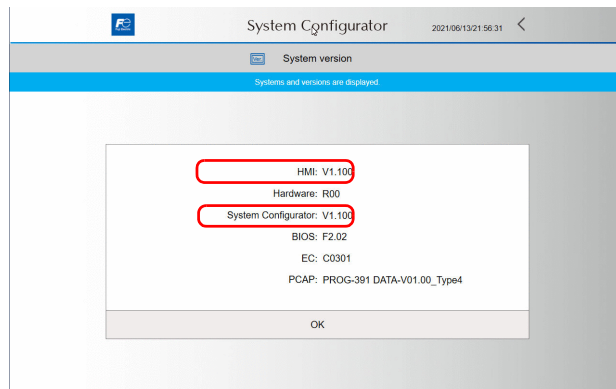 System Configurator 2021/06/13/21:56:31
System version
Systems and versions are displayed.
HMI: V1.100
Hardware: R00
System Configurator: V1.100
BIOS: F2.02
EC: C0301
PCAP: PROG-391 DATA-V01.00_Type4
OK